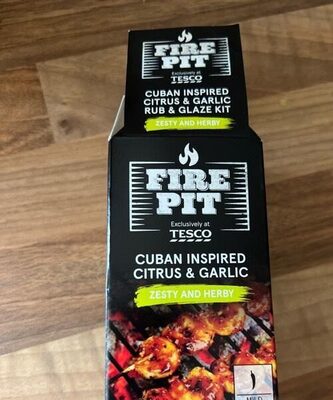 FIRE
PIT
Exclusively at
TESCO
CUBAN INSPIRED
CITRUS & GARLIC
RUB & GLAZE KIT
ZESTY AND HERBY
FIRE
PIT
Exclusively at
TESCO
CUBAN INSPIRED
CITRUS & GARLIC
ZESTY AND HERBY
MILD